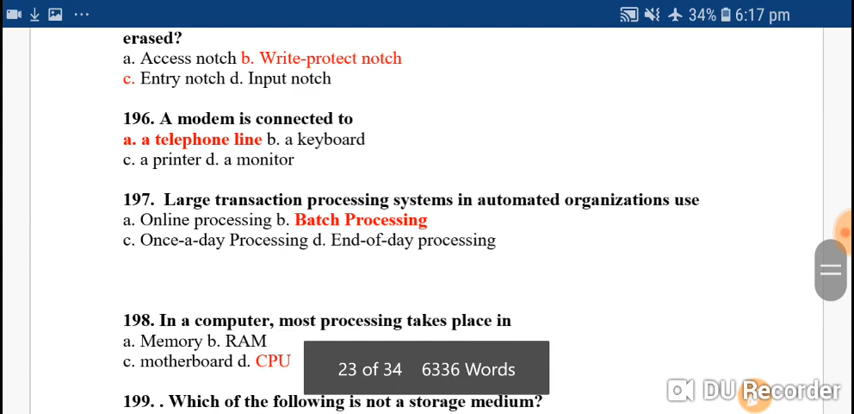 34% 6:17 pm
erased?
a. Access notch b. Write-protect notch
c. Entry notch d. Input notch
196. A modem is connected to
a. a telephone line b. a keyboard
c. a printer d. a monitor
197. Large transaction processing systems in automated organizations use
a. Online processing b. Batch Processing
c. Once-a-day Processing d. End-of-day processing
198. In a computer, most processing takes place in
a. Memory b. RAM
c. motherboard d. CPU
23 of 34 6336 Words
DU Recorder
199. . Which of the following is not a storage medium?